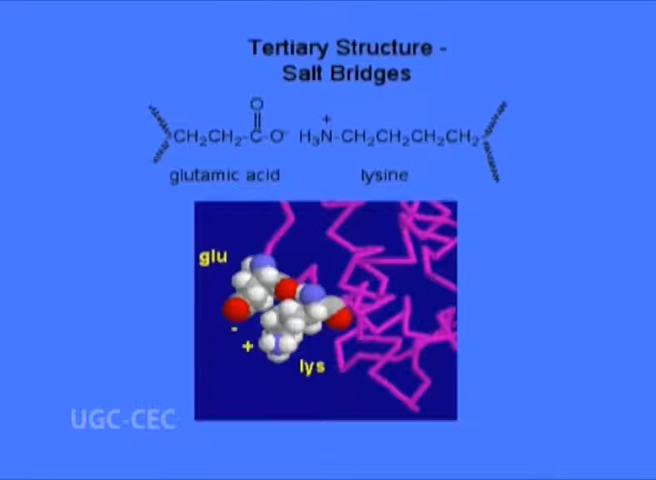 Tertiary Structure -
Salt Bridges
O
+
CH₂CH₂-C-O⁻ H₃N-CH₂CH₂CH₂CH₂
glutamic acid lysine
glu
-
+
lys
UGC-CEC